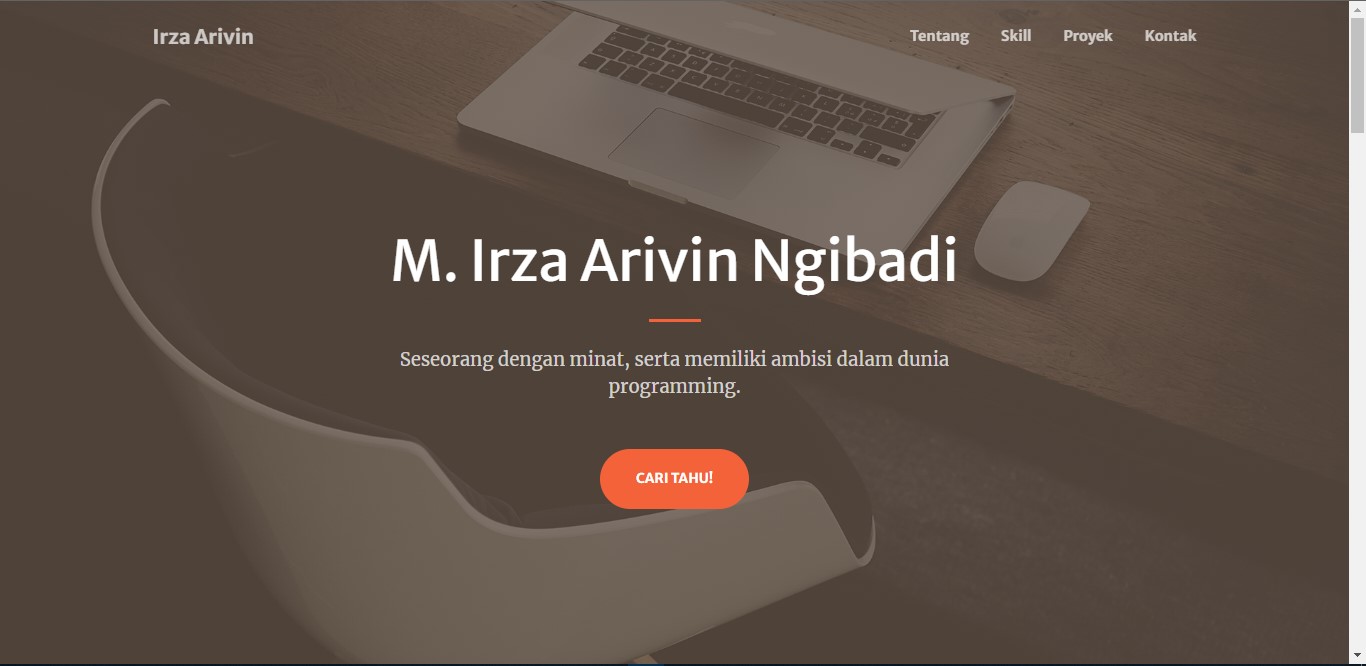 Irza Arivin
Tentang Skill Proyek Kontak
M. Irza Arivin Ngibadi
Seseorang dengan minat, serta memiliki ambisi dalam dunia
programming.
CARI TAHU!